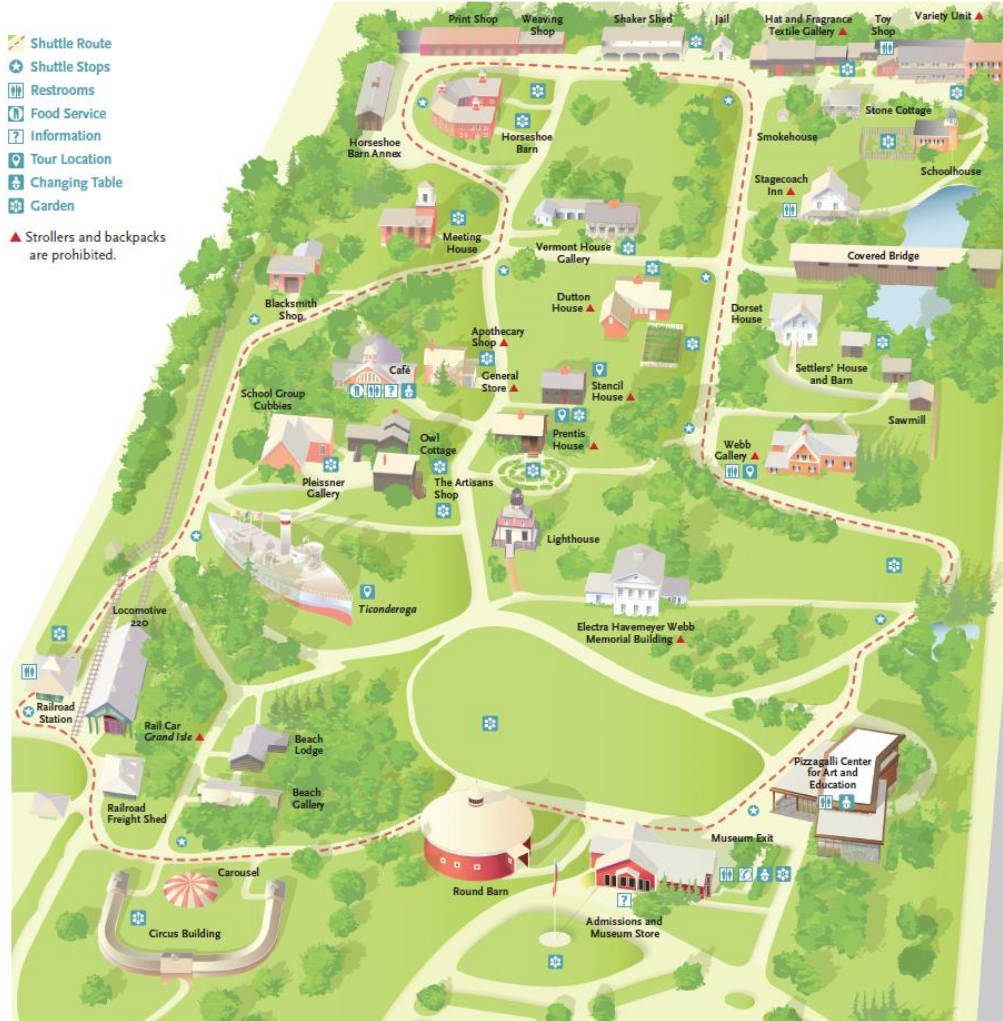 Shuttle Route
Shuttle Stops
Restrooms
Food Service
? Information
Tour Location
Changing Table
Garden
Strollers and backpacks
are prohibited.
Print Shop
Weaving
Shop
Shaker Shed
Jail
Hat and Fragrance
Textile Gallery
Toy
Shop
Variety Unit
Horseshoe
Barn Annex
Horseshoe
Barn
Smokehouse
Stone Cottage
Schoolhouse
Stagecoach
Inn
Meeting
House
Vermont House
Gallery
Covered Bridge
Blacksmith
Shop
Dutton
House
Dorset
House
Apothecary
Shop
Café
?
General
Store
Stencil
House
Settlers' House
and Barn
Sawmill
School Group
Cubbies
Owl
Cottage
Prentis
House
Webb
Gallery
Pleissner
Gallery
The Artisans
Shop
Lighthouse
Ticonderoga
Electra Havemeyer Webb
Memorial Building
Locomotive
220
Railroad
Station
Rail Car
Grand Isle
Beach
Lodge
Beach
Gallery
Railroad
Freight Shed
Pizzagalli Center
for Art and
Education
Museum Exit
Round Barn
?
Admissions and
Museum Store
Carousel
Circus Building